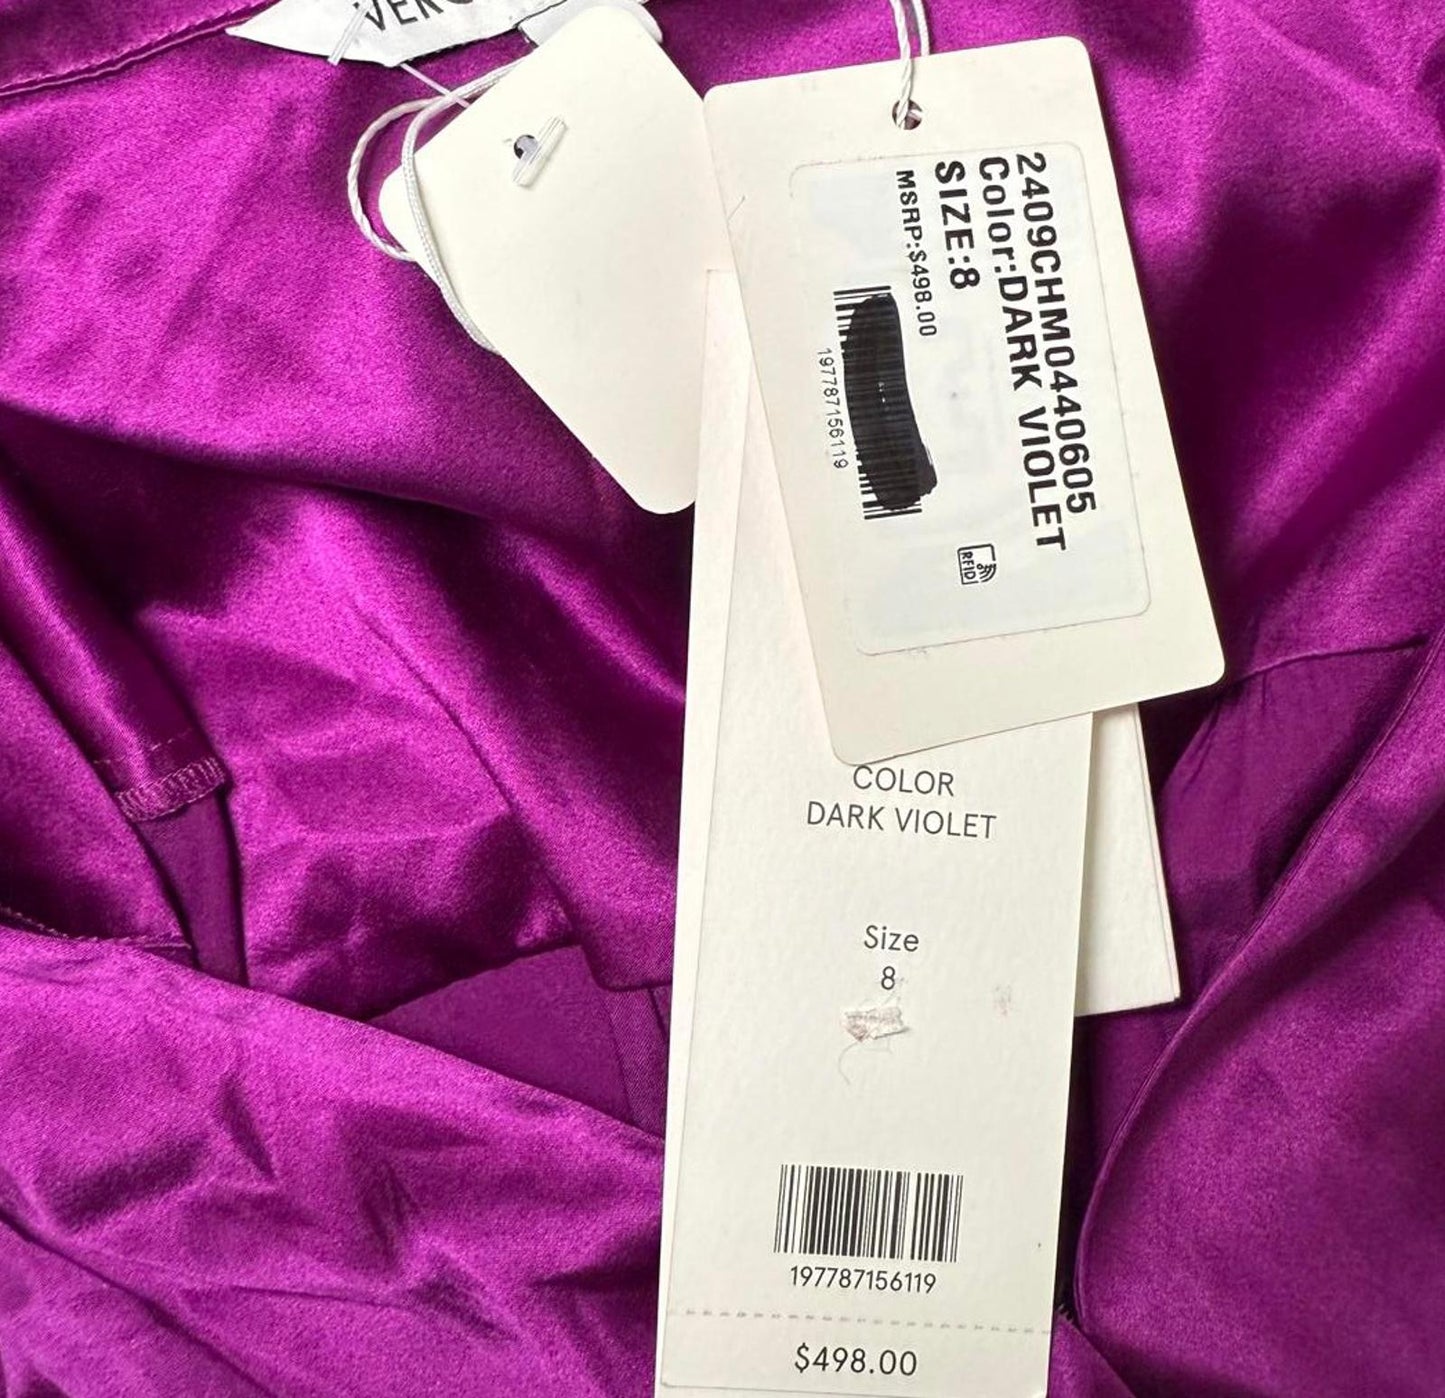 2409CHM0440605
Color:DARK VIOLET
SIZE:8
MSRP:$498.00
197787156119
RFID
COLOR
DARK VIOLET
Size
8
197787156119
$498.00